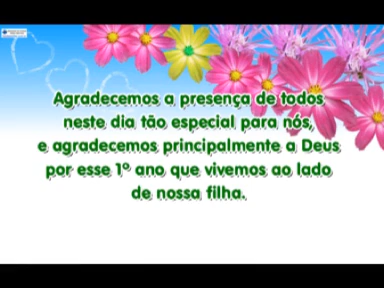 Agradecemos a presença de todos
neste dia tão especial para nós,
e agradecemos principalmente a Deus
por esse 1º ano que vivemos ao lado
de nossa filha.